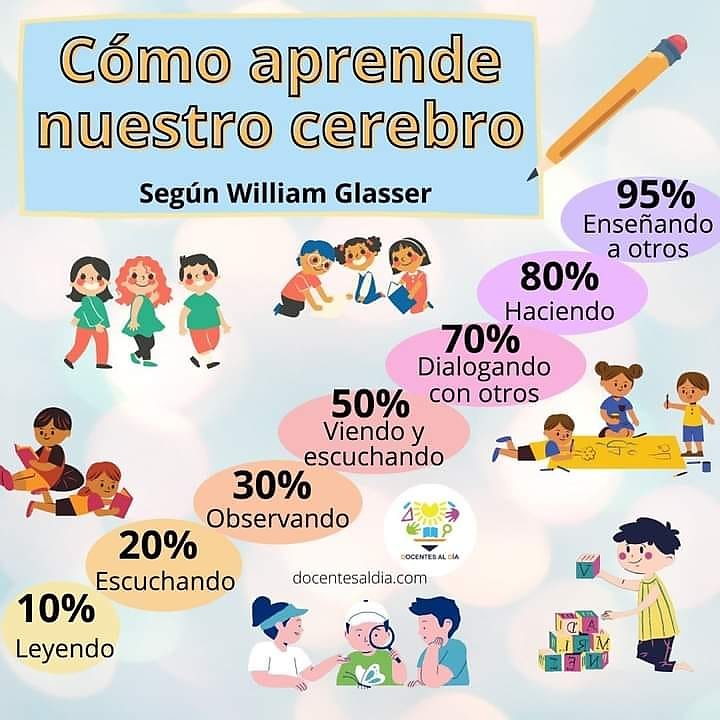 Cómo aprende
nuestro cerebro
Según William Glasser
95%
Enseñando
a otros
80%
Haciendo
70%
Dialogando
con otros
50%
Viendo y
escuchando
30%
Observando
20%
Escuchando
10%
Leyendo
DOCENTES AL DÍA
docentesaldia.com
V